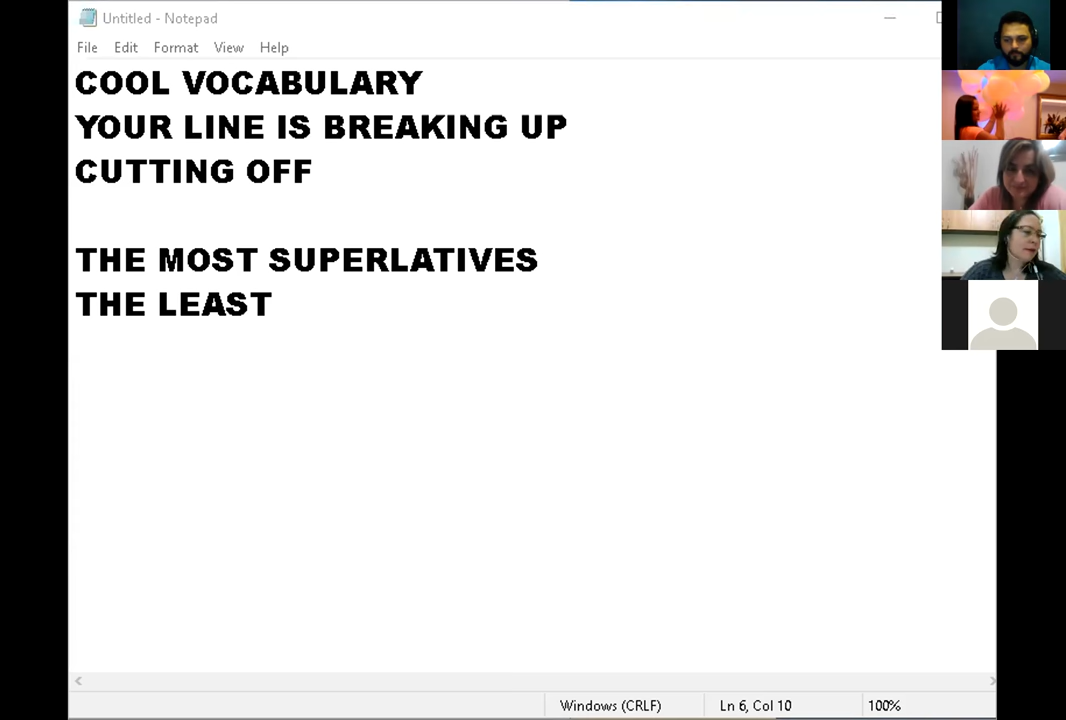 Untitled - Notepad
File Edit Format View Help
COOL VOCABULARY
YOUR LINE IS BREAKING UP
CUTTING OFF
THE MOST SUPERLATIVES
THE LEAST
Windows (CRLF) Ln 6, Col 10 100%